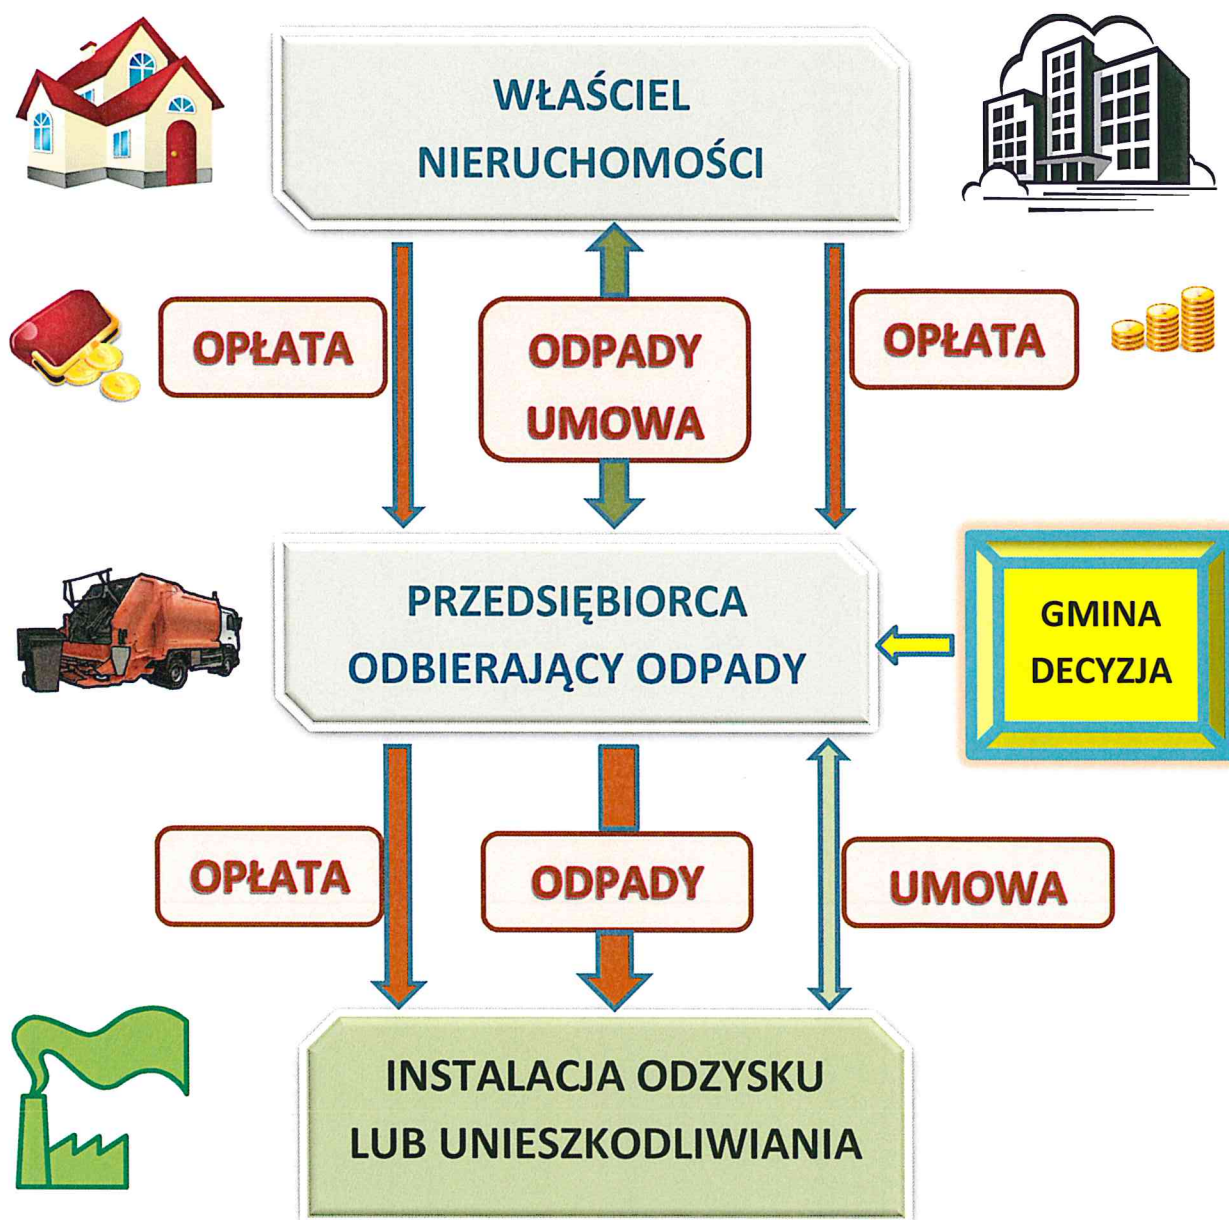 WŁAŚCIEL
NIERUCHOMOŚCI
OPŁATA
ODPADY
UMOWA
OPŁATA
PRZEDSIĘBIORCA
ODBIERAJĄCY ODPADY
GMINA
DECYZJA
OPŁATA
ODPADY
UMOWA
INSTALACJA ODZYSKU
LUB UNIESZKODLIWIANIA